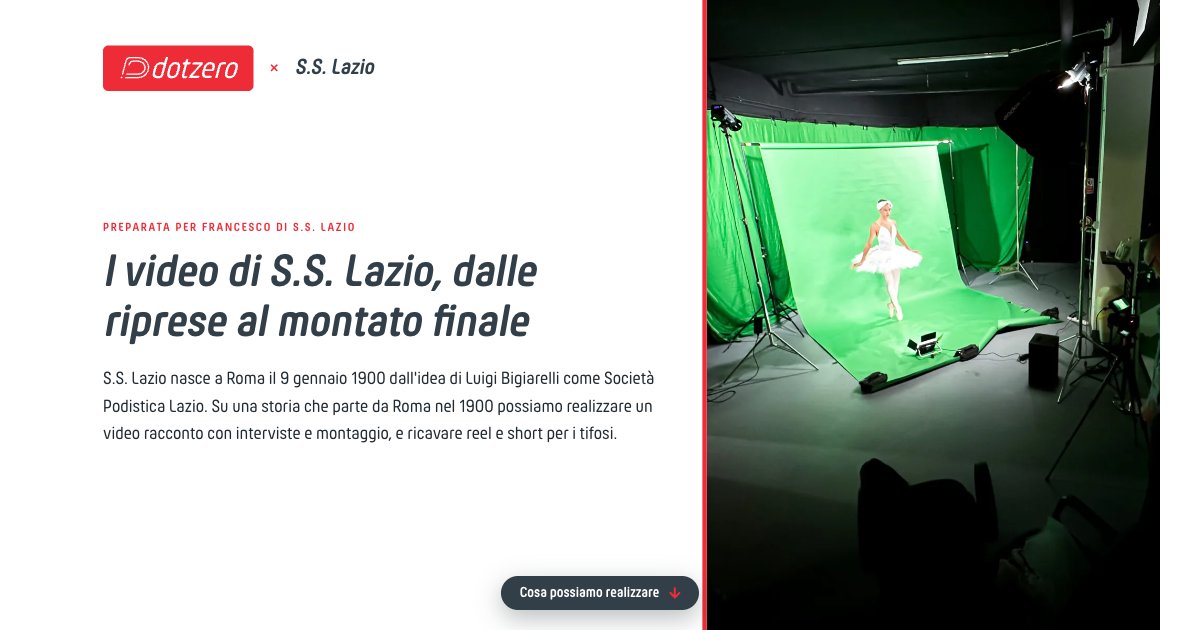 dotzero × S.S. Lazio
PREPARATA PER FRANCESCO DI S.S. LAZIO
I video di S.S. Lazio, dalle
riprese al montato finale
S.S. Lazio nasce a Roma il 9 gennaio 1900 dall'idea di Luigi Bigiarelli come Società
Podistica Lazio. Su una storia che parte da Roma nel 1900 possiamo realizzare un
video racconto con interviste e montaggio, e ricavare reel e short per i tifosi.
Cosa possiamo realizzare ↓